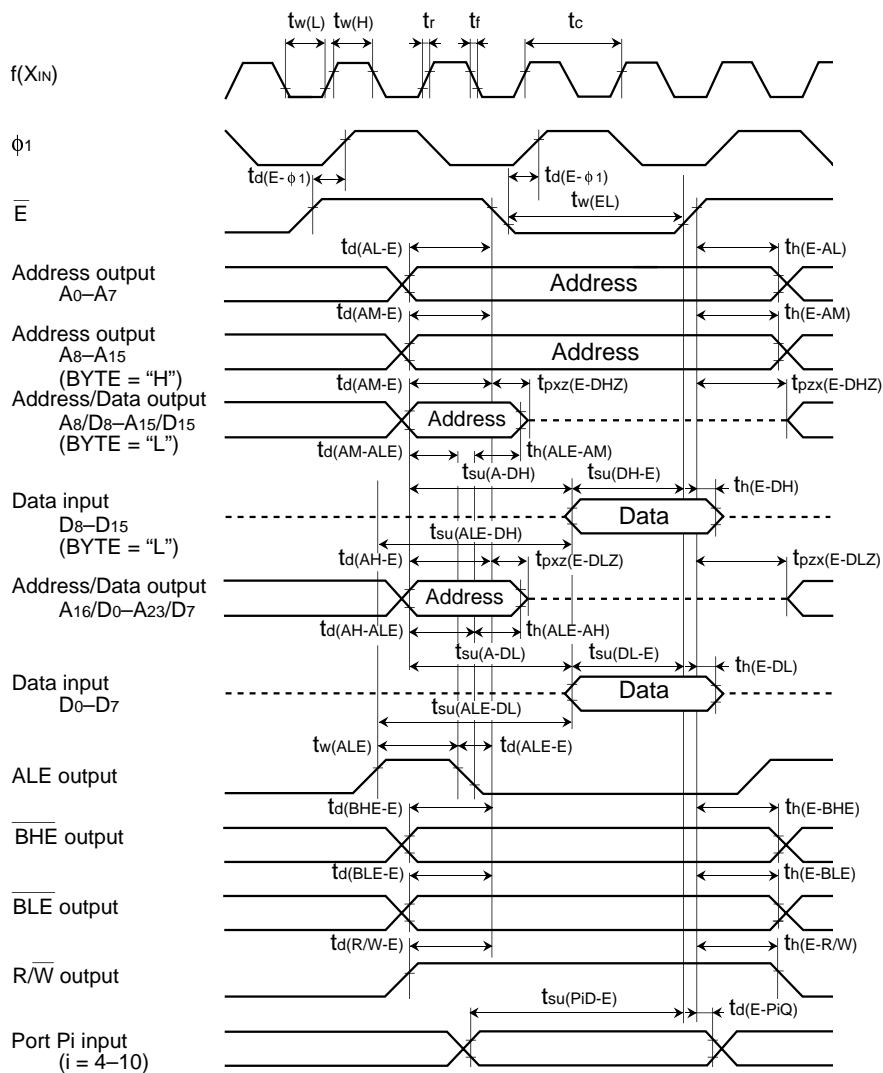 tw(L) tw(H) tr tf tc
f(XIN)
ϕ1
td(E-ϕ1) td(E-ϕ1)
E tw(EL)
td(AL-E) th(E-AL)
Address output
A0–A7
Address
td(AM-E) th(E-AM)
Address output
A8–A15
(BYTE = “H”)
Address
td(AM-E) tpxz(E-DHZ) tpzx(E-DHZ)
Address/Data output
A8/D8–A15/D15
(BYTE = “L”)
Address
td(AM-ALE) th(ALE-AM)
tsu(A-DH) tsu(DH-E) th(E-DH)
Data input
D8–D15
(BYTE = “L”)
Data
tsu(ALE-DH)
td(AH-E) tpxz(E-DLZ) tpzx(E-DLZ)
Address/Data output
A16/D0–A23/D7
Address
td(AH-ALE) th(ALE-AH)
tsu(A-DL) tsu(DL-E) th(E-DL)
Data input
D0–D7
Data
tsu(ALE-DL)
tw(ALE) td(ALE-E)
ALE output
td(BHE-E) th(E-BHE)
BHE output
td(BLE-E) th(E-BLE)
BLE output
td(R/W-E) th(E-R/W)
R/W output
tsu(PiD-E) td(E-PiQ)
Port Pi input
(i = 4–10)